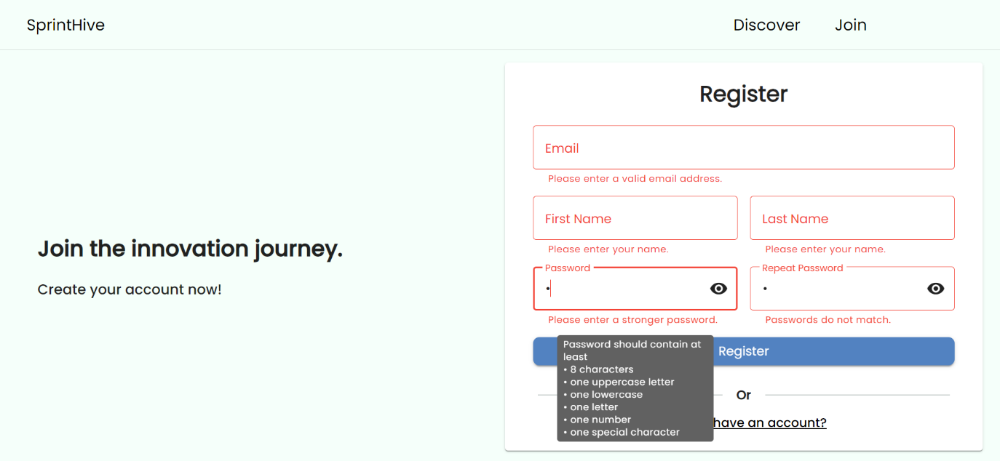 SprintHive
Discover
Join
Register
Email
Please enter a valid email address.
First Name
Last Name
Please enter your name.
Please enter your name.
Password
Repeat Password
•
•
Please enter a stronger password.
Passwords do not match.
Join the innovation journey.
Create your account now!
Password should contain at
least
• 8 characters
• one uppercase letter
• one lowercase
• one letter
• one number
• one special character
Register
Or
have an account?